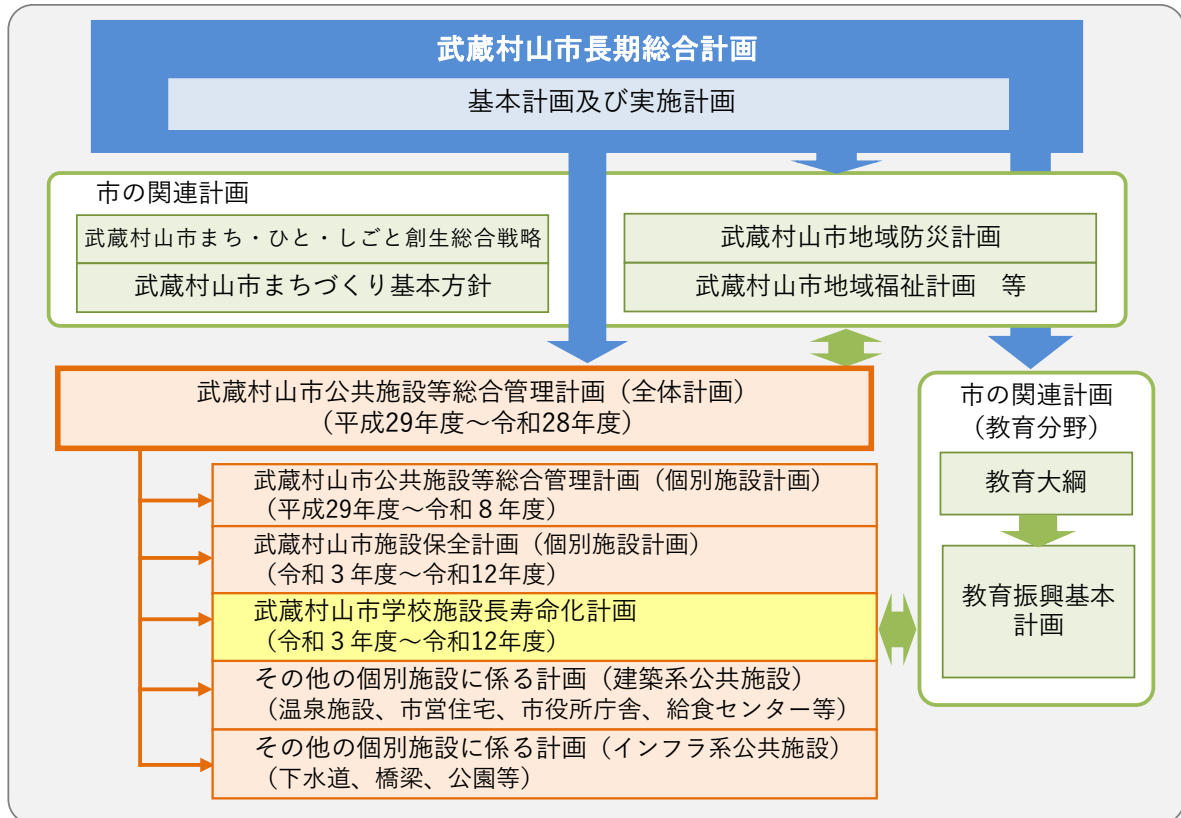 武蔵村山市長期総合計画
基本計画及び実施計画
市の関連計画
武蔵村山市まち・ひと・しごと創生総合戦略
武蔵村山市まちづくり基本方針
武蔵村山市地域防災計画
武蔵村山市地域福祉計画　等
武蔵村山市公共施設等総合管理計画（全体計画）
（平成29年度～令和28年度）
武蔵村山市公共施設等総合管理計画（個別施設計画）
（平成29年度～令和８年度）
武蔵村山市施設保全計画（個別施設計画）
（令和３年度～令和12年度）
武蔵村山市学校施設長寿命化計画
（令和３年度～令和12年度）
その他の個別施設に係る計画（建築系公共施設）
（温泉施設、市営住宅、市役所庁舎、給食センター等）
その他の個別施設に係る計画（インフラ系公共施設）
（下水道、橋梁、公園等）
市の関連計画
（教育分野）
教育大綱
教育振興基本
計画